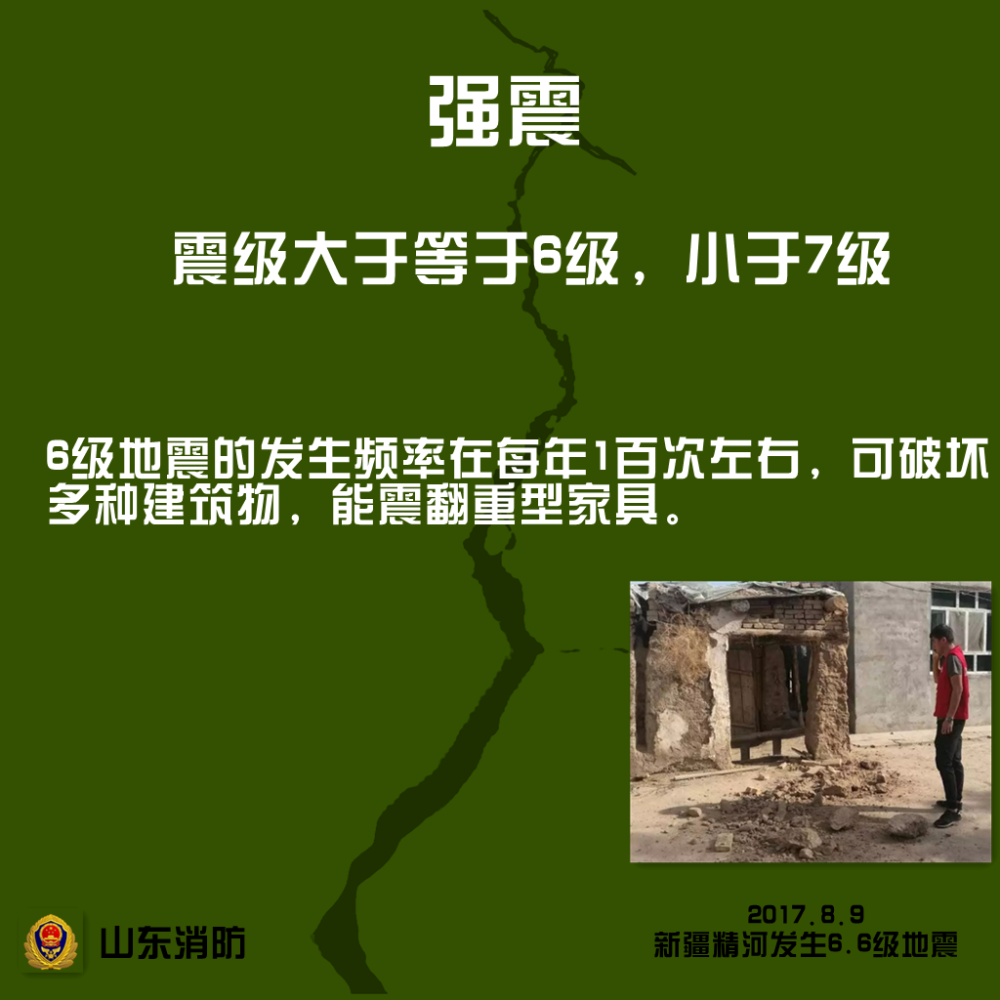 强震
震级大于等于6级，小于7级
6级地震的发生频率在每年1百次左右，可破坏
多种建筑物，能震翻重型家具。
山东消防
2017.8.9
新疆精河发生6.6级地震